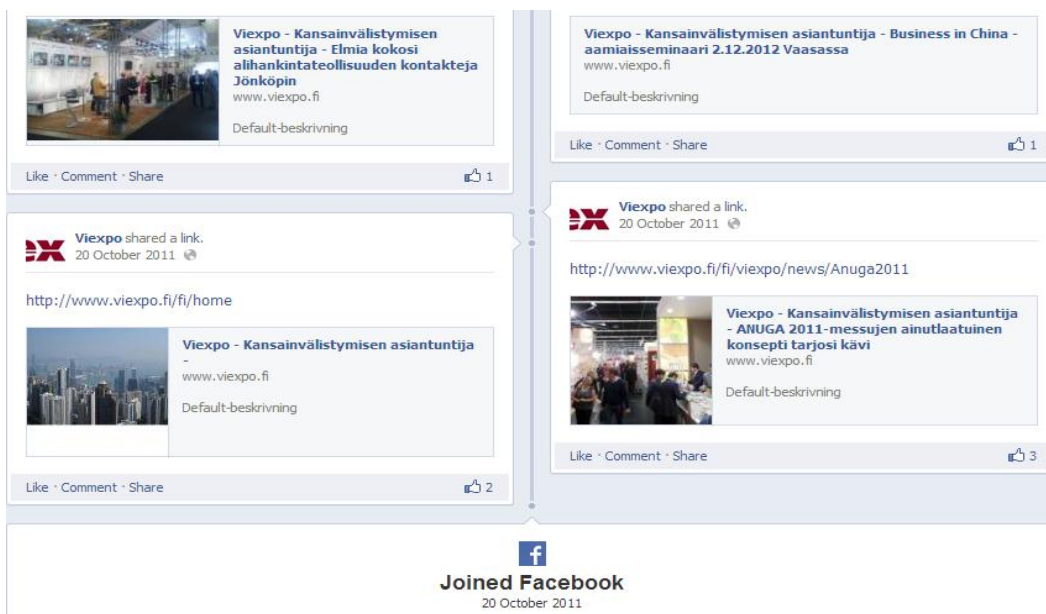 Viexpo - Kansainvälistymisen
asiantuntija - Elmia kokosi
alihankintateollisuuden kontakteja
Jönköpin
www.viexpo.fi
Default-beskrivning
Like · Comment · Share
1
Viexpo - Kansainvälistymisen asiantuntija - Business in China -
aamiaisseminaari 2.12.2012 Vaasassa
www.viexpo.fi
Default-beskrivning
Like · Comment · Share
1
ex
Viexpo shared a link.
20 October 2011
http://www.viexpo.fi/fi/home
Viexpo - Kansainvälistymisen asiantuntija
-
www.viexpo.fi
Default-beskrivning
Like · Comment · Share
2
ex
Viexpo shared a link.
20 October 2011
http://www.viexpo.fi/fi/viexpo/news/Anuga2011
Viexpo - Kansainvälistymisen asiantuntija
- ANUGA 2011-messujen ainutlaatuinen
konsepti tarjosi kävi
www.viexpo.fi
Default-beskrivning
Like · Comment · Share
3
f
Joined Facebook
20 October 2011